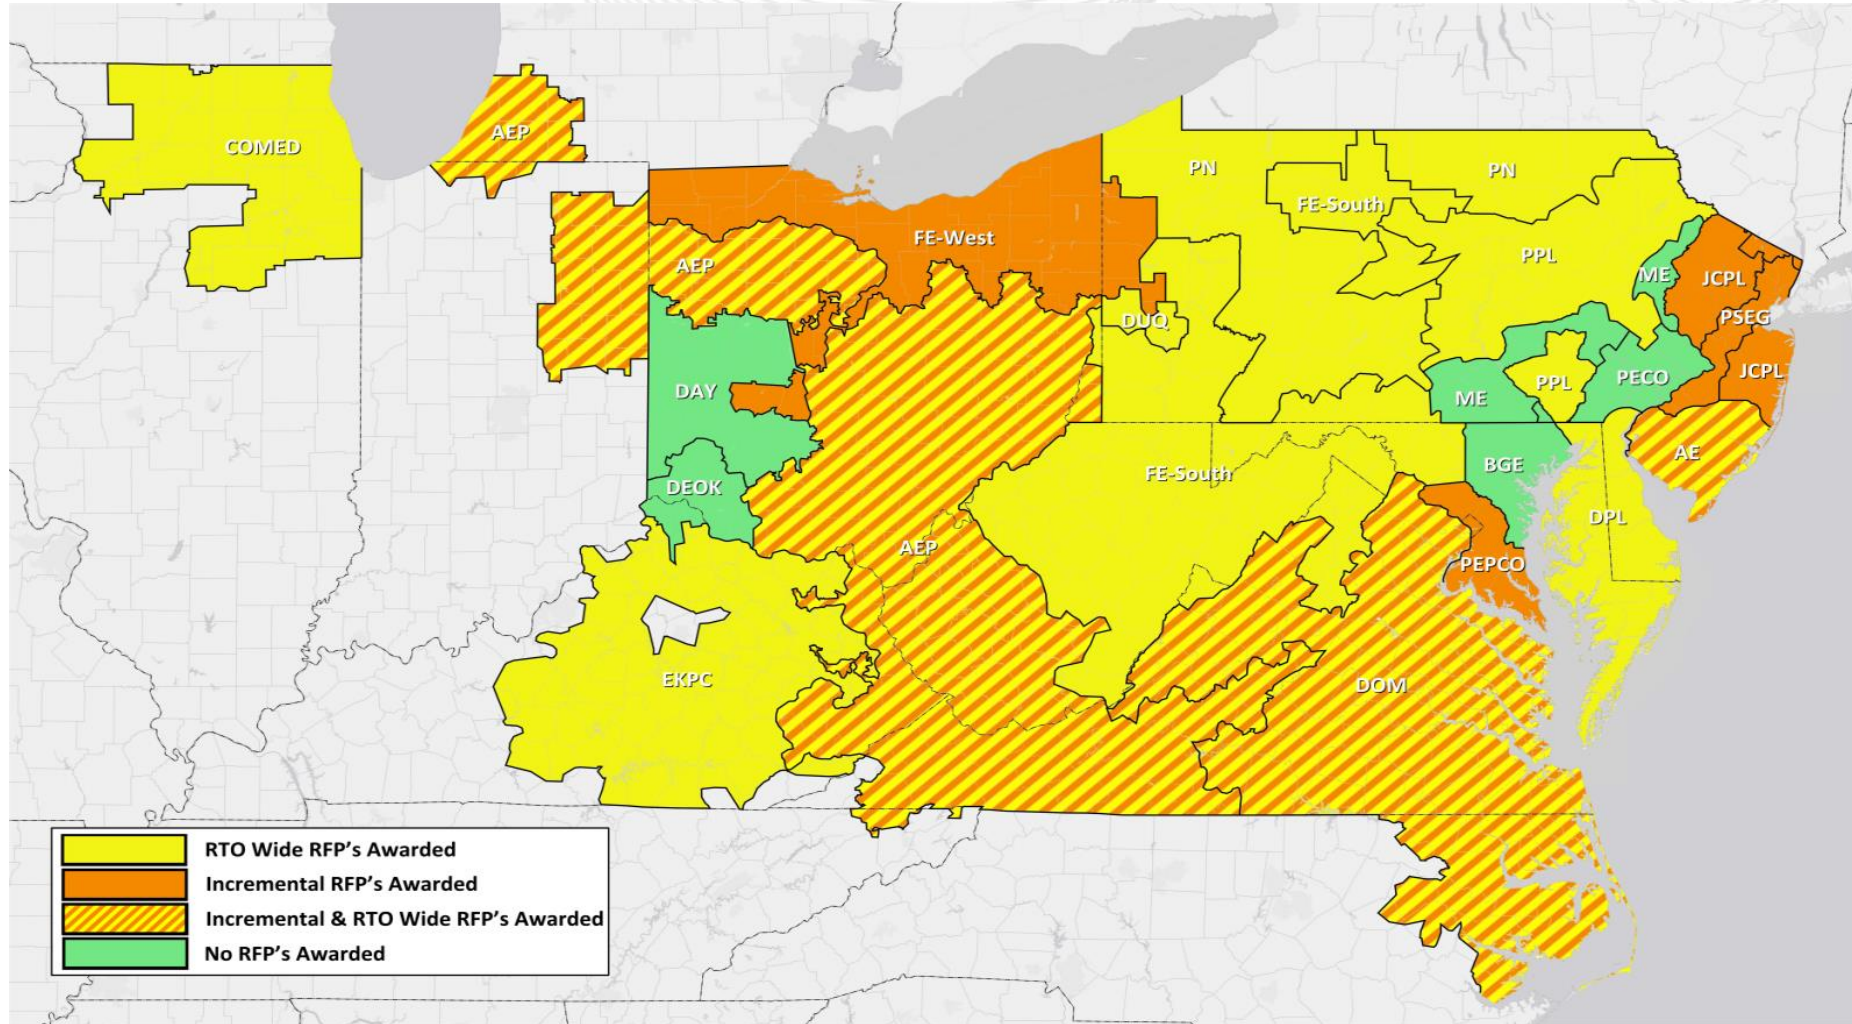 COMED
AEP
PN
PN
FE-South
FE-West
AEP
PPL
ME
JCPL
PSEG
DUQ
DAY
PPL
PECO
JCPL
ME
AE
BGE
FE-South
DEOK
DPL
AEP
PEPCO
EKPC
DOM
RTO Wide RFP's Awarded
Incremental RFP's Awarded
Incremental & RTO Wide RFP's Awarded
No RFP's Awarded